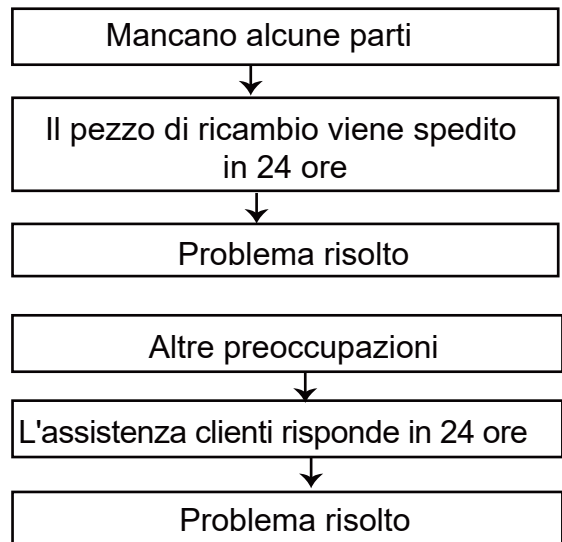 Mancano alcune parti
Il pezzo di ricambio viene spedito
in 24 ore
Problema risolto
Altre preoccupazioni
L'assistenza clienti risponde in 24 ore
Problema risolto